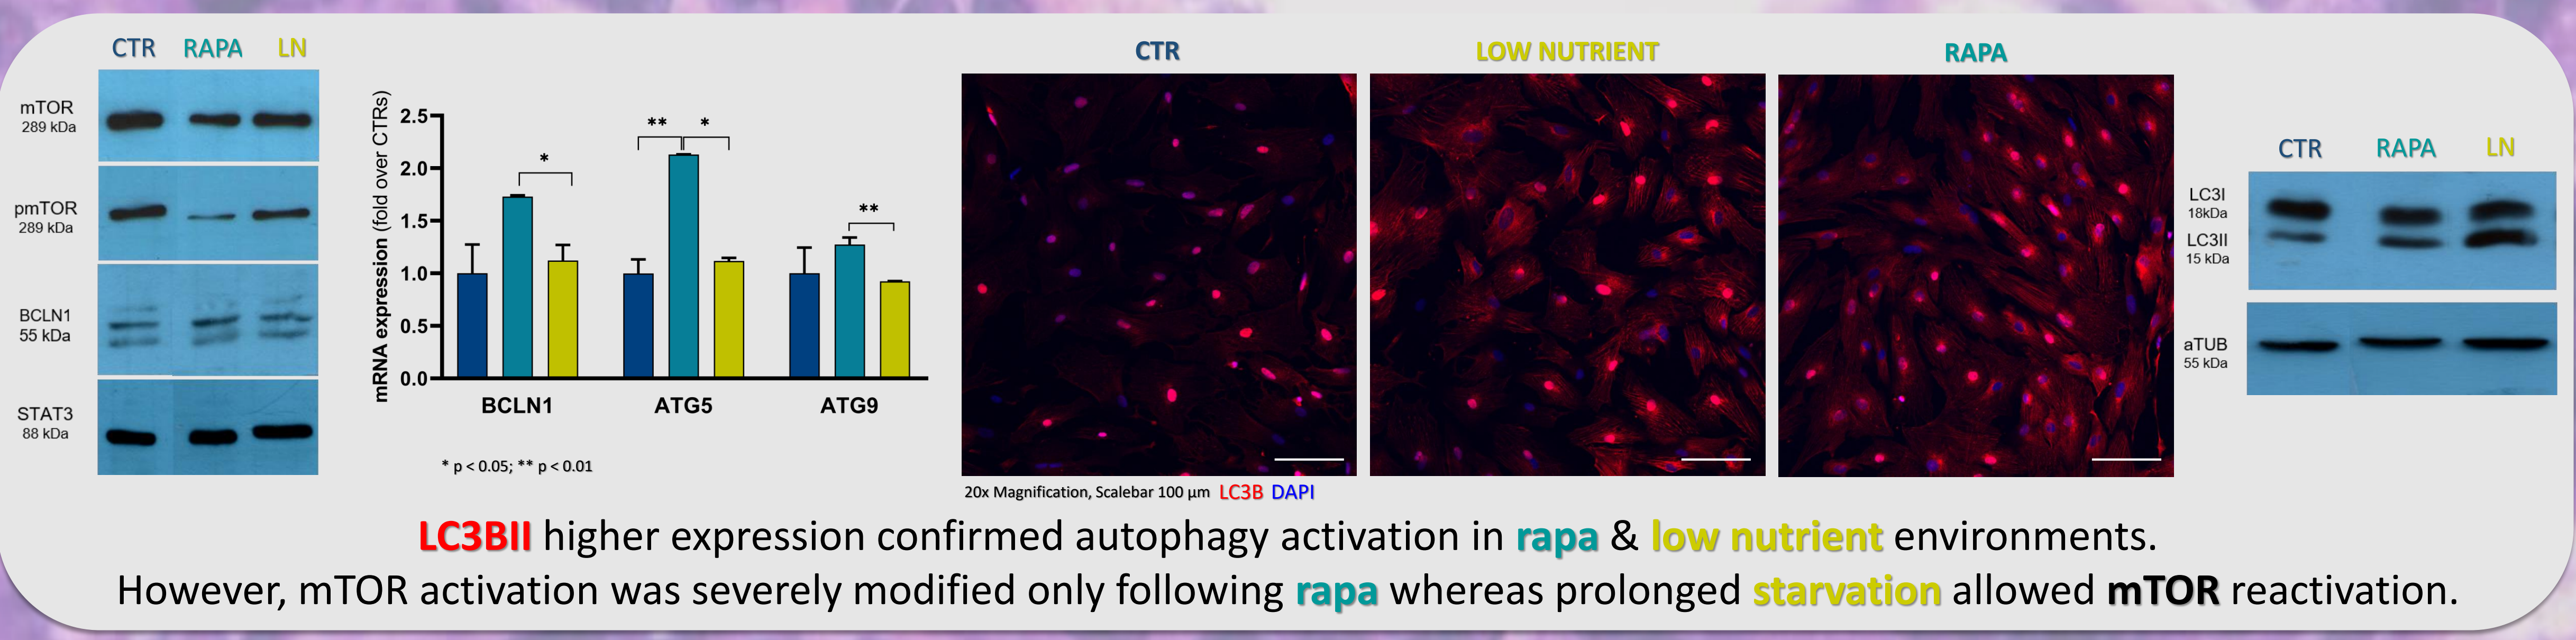 CTR RAPA LN
mTOR
289 kDa
pmTOR
289 kDa
BCLN1
55 kDa
STAT3
88 kDa
mRNA expression (fold over CTRs)
2.5
2.0
1.5
1.0
0.5
0.0
*
** *
**
BCLN1 ATG5 ATG9
* p < 0.05; ** p < 0.01
CTR
LOW NUTRIENT
RAPA
20x Magnification, Scalebar 100 µm LC3B DAPI
CTR RAPA LN
LC3I
18kDa
LC3II
15 kDa
aTUB
55 kDa
LC3BII higher expression confirmed autophagy activation in rapa & low nutrient environments.
However, mTOR activation was severely modified only following rapa whereas prolonged starvation allowed mTOR reactivation.